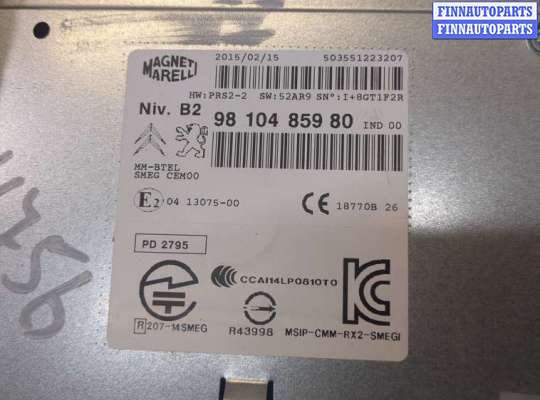 FINNAUTOPARTS
FINNAUTOPARTS
MAGNETI
MARELLI
2015/02/15 503551223207
HW:PRS2-2 SW:52AR9 SN°:I+8GT1F2R
Niv. B2
98 104 859 80 IND 00
MM-BTEL
SMEG CEM00
E2 04 13075-00
CE 18770B 26
PD 2795
CCAI14LP0810T0
R 207-14SMEG
R43998
MSIP-CMM-RX2-SMEGI